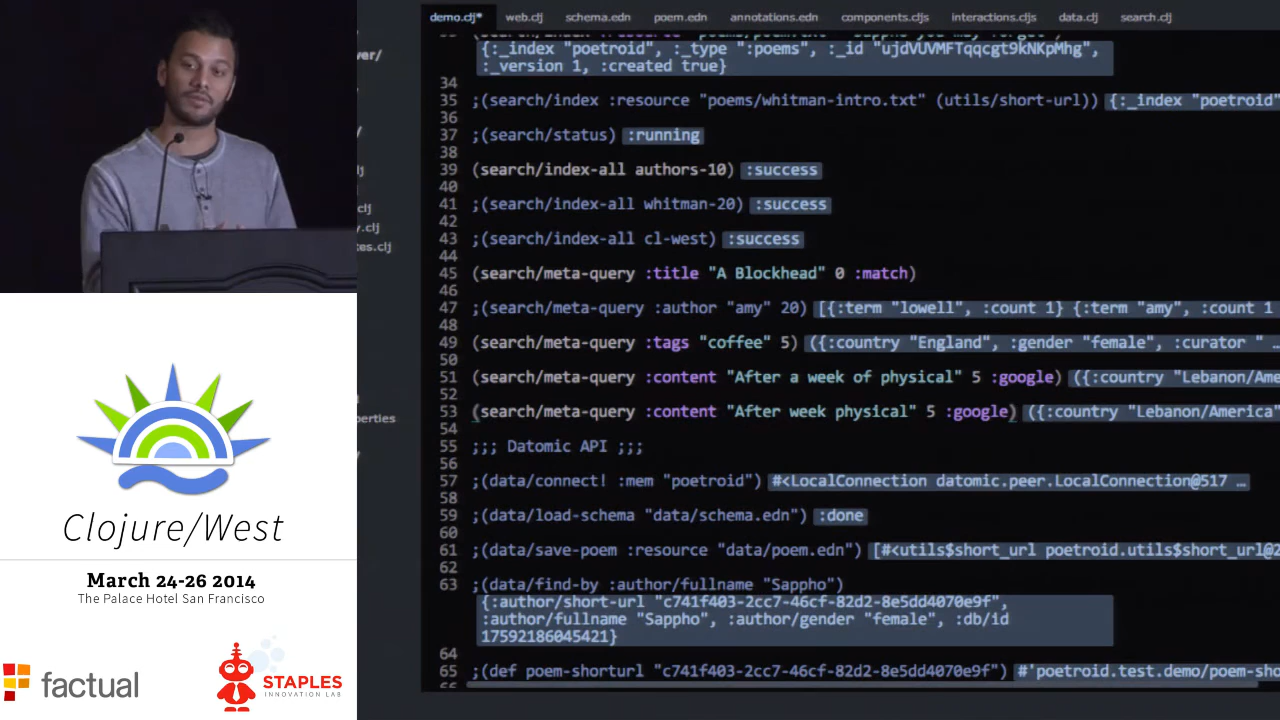 demo.clj* web.clj schema.edn poem.edn annotations.edn components.cljs interactions.cljs data.clj search.clj
ver/
{:_index "poetroid", :_type ":poems", :_id "ujdVUVMFTqqcgt9kNKpMhg",
:_version 1, :created true}
34
35 ;(search/index :resource "poems/whitman-intro.txt" (utils/short-url)) {:_index "poetroid"
36
37 ;(search/status) :running
38
39 (search/index-all authors-10) :success
40
41 ;(search/index-all whitman-20) :success
42
43 ;(search/index-all cl-west) :success
44
45 (search/meta-query :title "A Blockhead" 0 :match)
46
47 ;(search/meta-query :author "amy" 20) [{:term "lowell", :count 1} {:term "amy", :count 1
48
49 (search/meta-query :tags "coffee" 5) ({:country "England", :gender "female", :curator " …
50
51 (search/meta-query :content "After a week of physical" 5 :google) ({:country "Lebanon/Ame
52
53 (search/meta-query :content "After week physical" 5 :google) ({:country "Lebanon/America"
54
55 ;;; Datomic API ;;;
56
57 ;(data/connect! :mem "poetroid") #<LocalConnection datomic.peer.LocalConnection@517 …
58
59 ;(data/load-schema "data/schema.edn") :done
60
61 ;(data/save-poem :resource "data/poem.edn") [#<utils$short_url poetroid.utils$short_url@2
62
63 ;(data/find-by :author/fullname "Sappho")
{:author/short-url "c741f403-2cc7-46cf-82d2-8e5dd4070e9f",
:author/fullname "Sappho", :author/gender "female", :db/id
17592186045421}
64
65 ;(def poem-shorturl "c741f403-2cc7-46cf-82d2-8e5dd4070e9f") #'poetroid.test.demo/poem-sho
Clojure/West
March 24-26 2014
The Palace Hotel San Francisco
factual
STAPLES
INNOVATION LAB